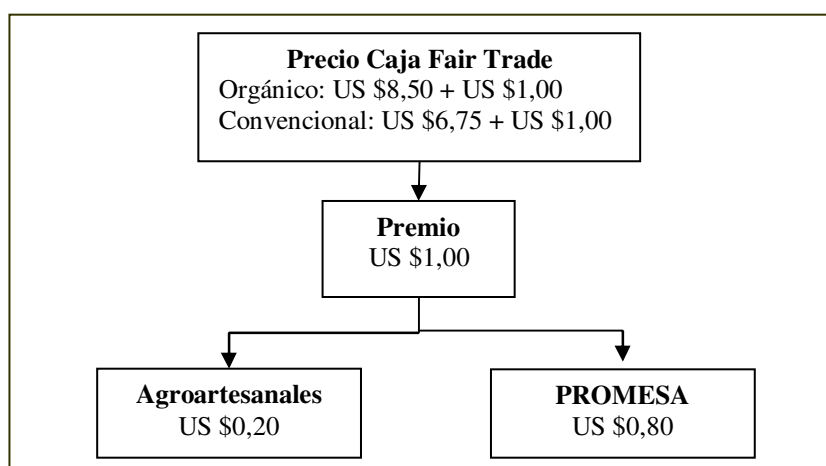 Precio Caja Fair Trade
Orgánico: US $8,50 + US $1,00
Convencional: US $6,75 + US $1,00
Premio
US $1,00
Agroartesanales
US $0,20
PROMESA
US $0,80